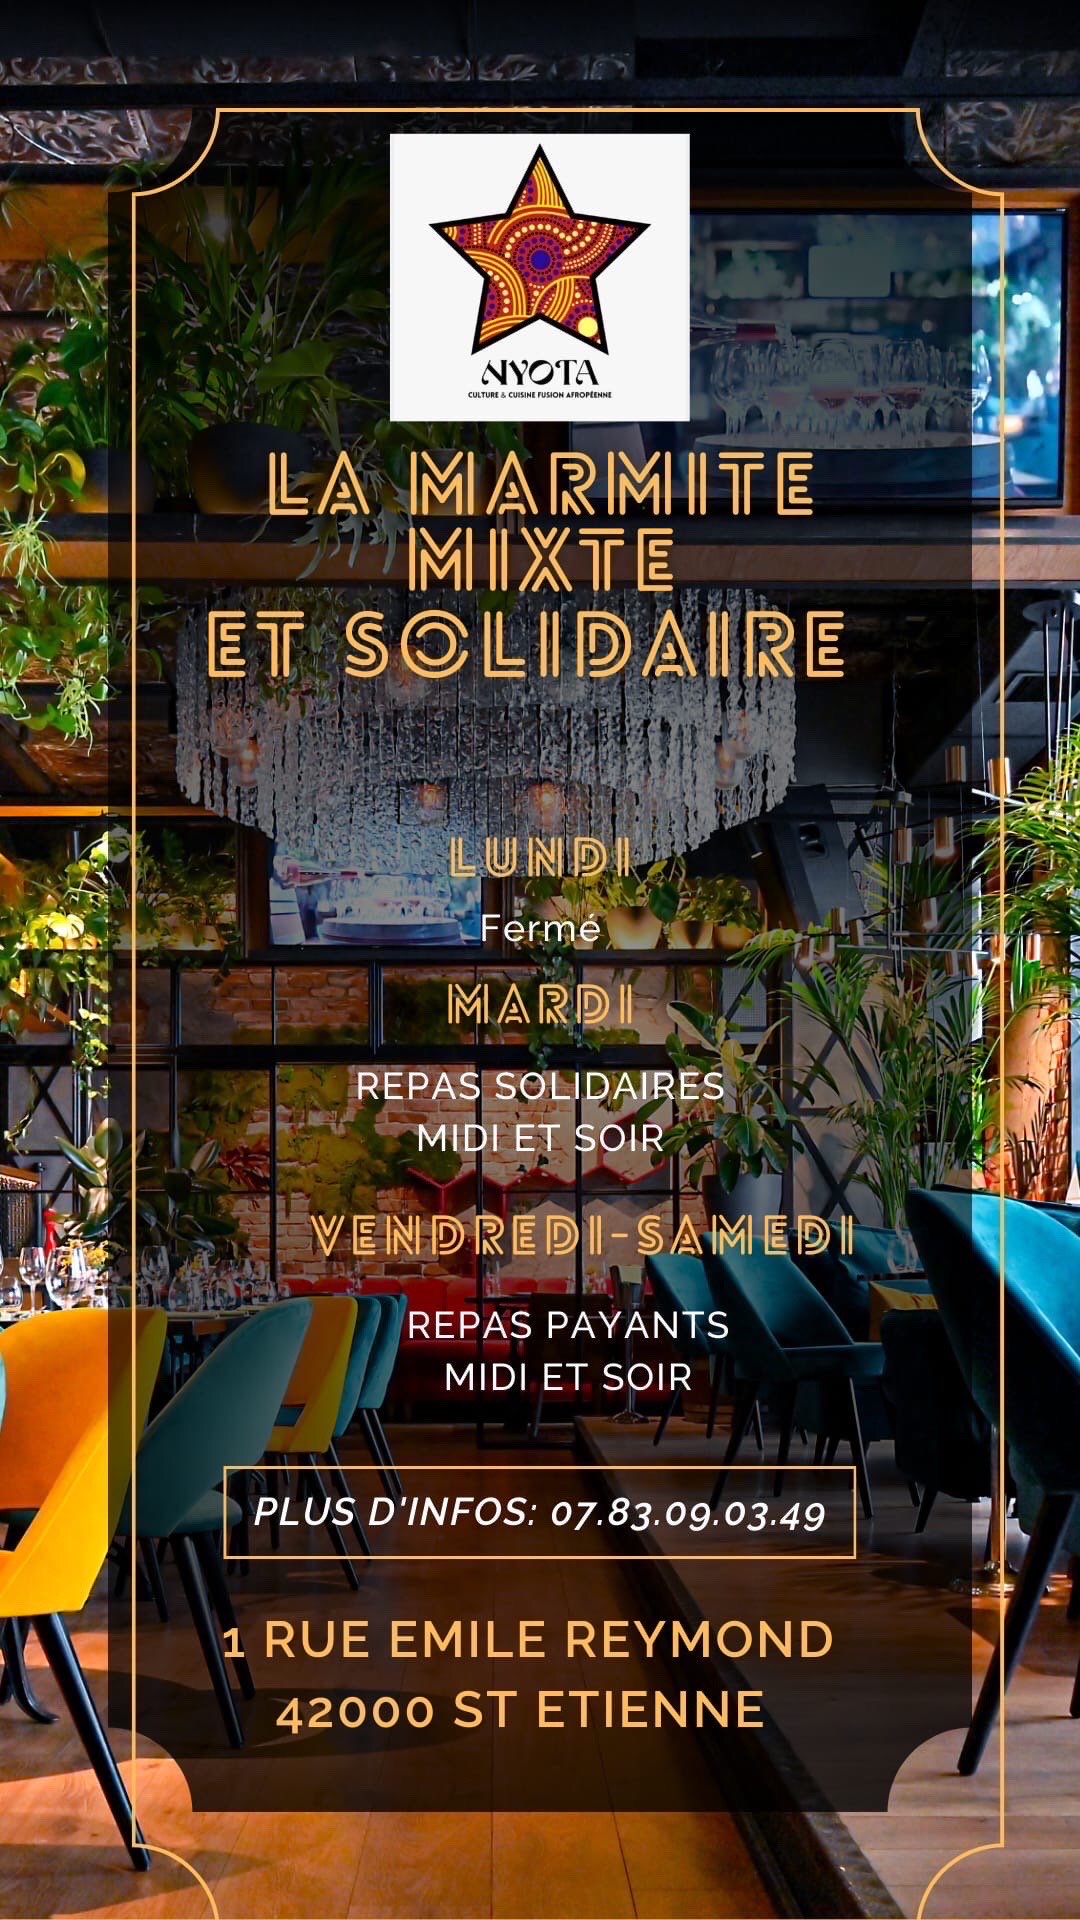 NYOTA
CULTURE & CUISINE FUSION AFROPÉENNE
LA MARMITE
MIXTE
ET SOLIDAIRE
LUNDI
Fermé
MARDI
REPAS SOLIDAIRES
MIDI ET SOIR
VENDREDI-SAMEDI
REPAS PAYANTS
MIDI ET SOIR
PLUS D'INFOS: 07.83.09.03.49
1 RUE EMILE REYMOND
42000 ST ETIENNE